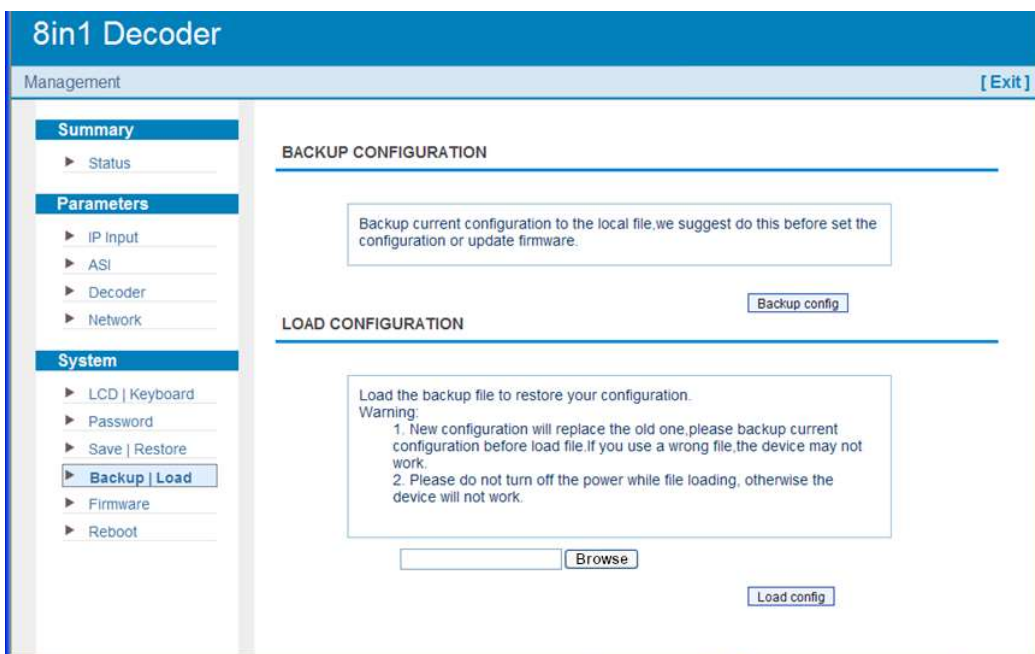 8in1 Decoder
Management
[ Exit ]
Summary
Status
Parameters
IP Input
ASI
Decoder
Network
System
LCD | Keyboard
Password
Save | Restore
Backup | Load
Firmware
Reboot
BACKUP CONFIGURATION
Backup current configuration to the local file,we suggest do this before set the
configuration or update firmware.
Backup config
LOAD CONFIGURATION
Load the backup file to restore your configuration.
Warning:
1. New configuration will replace the old one,please backup current
configuration before load file.If you use a wrong file,the device may not
work.
2. Please do not turn off the power while file loading, otherwise the
device will not work.
Browse
Load config